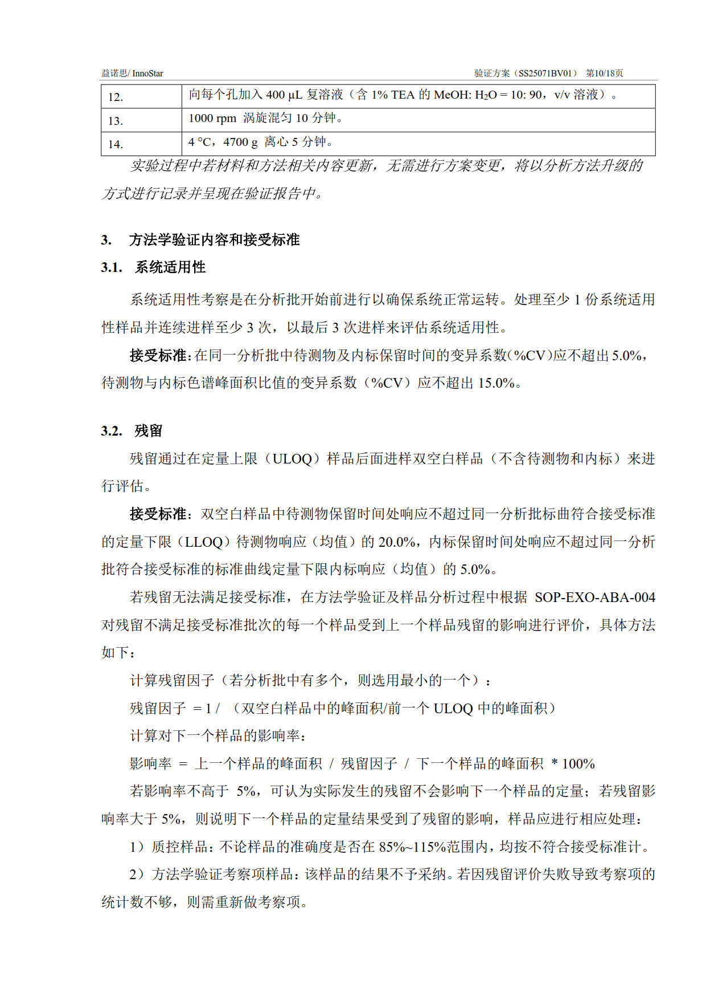 益诺思/ InnoStar 验证方案（SS25071BV01） 第10/18页
12. 向每个孔加入 400 µL 复溶液（含 1% TEA 的 MeOH: H₂O = 10: 90，v/v 溶液）。
13. 1000 rpm 涡旋混匀 10 分钟。
14. 4 °C，4700 g 离心 5 分钟。
实验过程中若材料和方法相关内容更新，无需进行方案变更，将以分析方法升级的
方式进行记录并呈现在验证报告中。
3. 方法学验证内容和接受标准
3.1. 系统适用性
系统适用性考察是在分析批开始前进行以确保系统正常运转。处理至少 1 份系统适用
性样品并连续进样至少 3 次，以最后 3 次进样来评估系统适用性。
接受标准：在同一分析批中待测物及内标保留时间的变异系数（%CV）应不超出 5.0%，
待测物与内标色谱峰面积比值的变异系数（%CV）应不超出 15.0%。
3.2. 残留
残留通过在定量上限（ULOQ）样品后面进样双空白样品（不含待测物和内标）来进
行评估。
接受标准：双空白样品中待测物保留时间处响应不超过同一分析批标曲符合接受标准
的定量下限（LLOQ）待测物响应（均值）的 20.0%，内标保留时间处响应不超过同一分析
批符合接受标准的标准曲线定量下限内标响应（均值）的 5.0%。
若残留无法满足接受标准，在方法学验证及样品分析过程中根据 SOP-EXO-ABA-004
对残留不满足接受标准批次的每一个样品受到上一个样品残留的影响进行评价，具体方法
如下：
计算残留因子（若分析批中有多个，则选用最小的一个）：
残留因子 = 1 / （双空白样品中的峰面积/前一个 ULOQ 中的峰面积）
计算对下一个样品的影响率：
影响率 = 上一个样品的峰面积 / 残留因子 / 下一个样品的峰面积 * 100%
若影响率不高于 5%，可认为实际发生的残留不会影响下一个样品的定量；若残留影
响率大于 5%，则说明下一个样品的定量结果受到了残留的影响，样品应进行相应处理：
1）质控样品：不论样品的准确度是否在 85%~115%范围内，均按不符合接受标准计。
2）方法学验证考察项样品：该样品的结果不予采纳。若因残留评价失败导致考察项的
统计数不够，则需重新做考察项。